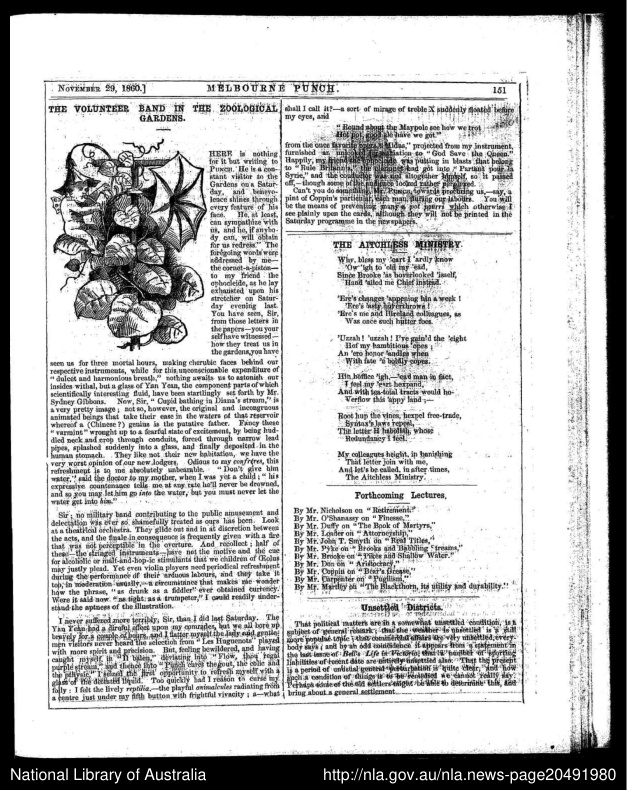 NOVEMBER 29, 1860.]
MELBOURNE PUNCH.
151
THE VOLUNTEER BAND IN THE ZOOLOGICAL
GARDENS.
HERE is nothing
for it but writing to
PUNCH. He is a con-
stant visitor to the
Gardens on a Satur-
day, and benevo-
lence shines through
every feature of his
face. He, at least,
can sympathize with
us, and he, if anybo-
dy can, will obtain
for us redress." The
foregoing words were
addressed by me—
the cornet-a-piston—
to my friend the
ophocleide, as he lay
exhausted upon his
stretcher on Satur-
day evening last.
You have seen, Sir,
from those letters in
the papers—you your
self have witnessed—
how they treat us in
the gardens, you have
seen us for three mortal hours, making cherubic faces behind our
respective instruments, while for this unconscionable expenditure of
"dulcet and harmonious breath," nothing awaits us to astonish our
insides withal, but a glass of Yan Yean, the component parts of which
scientifically interesting fluid, have been startlingly set forth by Mr.
Sydney Gibbons. Now, Sir, "Cupid bathing in Diana's stream," is
a very pretty image; not so, however, the original and incongruous
animated beings that take their ease in the waters of that reservoir
whereof a (Chinese?) genius is the putative father. Fancy these
"varmint" wrought up to a fearful state of excitement, by being hud-
dled neck and crop through conduits, forced through narrow lead
pipes, splashed suddenly into a glass, and finally deposited in the
human stomach. They like not their new habitation, we have the
very worst opinion of our new lodgers. Odious to say confrères, this
refreshment is to me absolutely unbearable. "Don't give him
water," said the doctor to my mother, when I was yet a child; "his
expressive countenance tells me at any rate he'll never be drowned,
and so you may let him go into the water, but you must never let the
water get into him."
Sir; no military band contributing to the public amusement and
delectation was ever so shamefully treated as ours has been. Look
at a theatrical orchestra. They glide out and in at discretion between
the acts, and the finale in consequence is frequently given with a fire
that was not perceptible in the overture. And recollect; half of
these—the stringed instruments—have not the motive and the cue
for alcoholic or malt-and-hop-ic stimulants that we children of Œolus
may justly plead. Yet even violin players need periodical refreshment
during the performance of their arduous labours, and they take it
too, in moderation usually,—a circumstance that makes me wonder
how the phrase, "as drunk as a fiddler" ever obtained currency.
Were it said now "as tight as a trumpeter," I could readily under-
stand the aptness of the illustration.
I never suffered more terribly, Sir, than I did last Saturday. The
Yan Yean had a direful effect upon my comrades, but we all bore up
bravely for a couple of hours, and I flatter myself the lady and gentle-
men visitors never heard the selection from "Les Huguenots" played
with more spirit and precision. But, feeling bewildered, and having
caught myself in "Il balen," deviating into "Flow, thou regal
purple stream," and thence into "Punch cures the gout, the colic and
the phthisic," I seized the first opportunity to refresh myself with a
glass of the detested liquid. Too quickly had I reason to curse my
folly: I felt the lively reptilia,—the playful animalcules radiating from
a centre just under my fifth button with frightful vivacity; a—what
shall I call it?—a sort of mirage of treble X suddenly floated before
my eyes, and
"Round about the Maypole see how we trot
Hot pot, good ale have we got."
from the once favorite opera "Midas," projected from my instrument,
furnished an to "God Save the Queen."
Happily, my friend the ophocleide was putting in blasts that belong
to "Rule Britannia," the clarionet had got into "Partant pour la
Syrie," and the conductor was not altogether himself, so it passed
off,—though some of the audience looked rather paralyzed.
Can't you do something, Mr. Punch, towards procuring us,—say, a
pint of Coppin's particular, each man, during our labours. You will
be the means of preventing many a pot pourri which otherwise I
see plainly upon the cards, although they will not be printed in the
Saturday programme in the newspapers.
THE AITCHLESS MINISTRY.
Why, bless my 'eart I 'ardly know
'Ow 'igh to 'old my 'ead,
Since Brooke 'as hoverlooked 'isself,
Hand 'ailed me Chief instead.
'Ere's changes 'appening hin a week!
'Ere's 'asty hoverthrows!
'Ere's me and Hireland colleagues, as
Was once such hutter foes.
'Urrah! 'urrah! I've gain'd the 'eight
Hof my hambitious 'opes;
An 'ero honor 'andles when
With fate 'e boldly copes.
Hin hoffice 'igh,—'ead man in fact,
I feel my 'eart hexpand,
And with tea-total tracts would ho-
Verflow this 'appy land—
Root hup the vines, hexpel free-trade,
Syntax's laws repeal,
The letter H habolish, whose
Redundancy I feel.
My colleagues height, in hanishing
That letter join with me,
And let's be called, in after times,
The Aitchless Ministry.
Forthcoming Lectures.
By Mr. Nicholson on "Retirement."
By Mr. O'Shanassy on "Finesse."
By Mr. Duffy on "The Book of Martyrs."
By Mr. Loader on "Attorneyship."
By Mr. John T. Smyth on "Real Titles."
By Mr. Pyke on "Brooks and Babbling Streams."
By Mr. Brooke on "Pikes and Shallow Water."
By Mr. Don on "Aristocracy."
By Mr. Coppin on "Bear's Grease."
By Mr. Carpenter on "Pugilism."
By Mr. Martley on "The Blackthorn, its utility and durability."
Unsettled Districts.
That political matters are in a somewhat unsettled condition, is a
subject of general remark; that the weather is unsettled is a still
more popular topic; that commercial affairs are very unsettled, every-
body says; and by an odd coincidence it appears from a statement in
the last issue of Bell's Life in Victoria, that a number of sporting
liabilities of recent date are entirely unsettled also. That the present
is a period of unsettled general is quite clear, and how
such a condition of things is to be remedied we cannot really say.
Perhaps some of the old settlers might be able to determine this, and
bring about a general settlement.
National Library of Australia
http://nla.gov.au/nla.news-page20491980